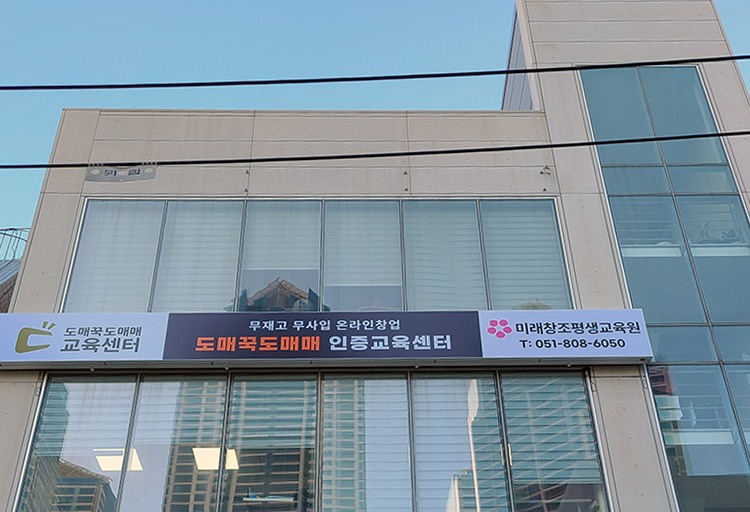 도매꾹도매매
교육센터
무재고 무사입 온라인창업
도매꾹도매매 인증교육센터
미래창조평생교육원
T: 051-808-6050